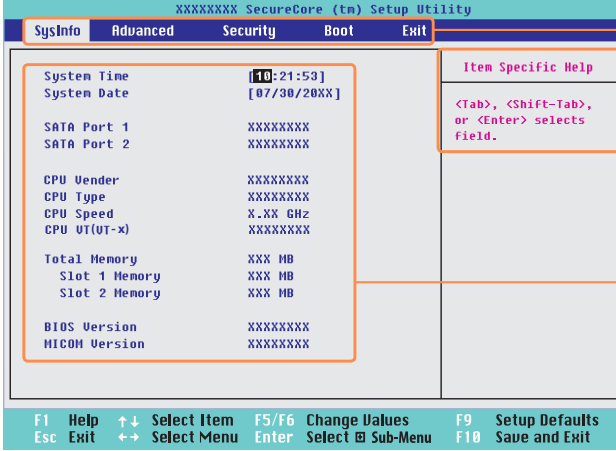 XXXXXXXX SecureCore (tm) Setup Utility
SysInfo Advanced Security Boot Exit
System Time [10:21:53]
System Date [07/30/20XX]
SATA Port 1 XXXXXXXX
SATA Port 2 XXXXXXXX
CPU Vender XXXXXXXX
CPU Type XXXXXXXX
CPU Speed X.XX GHz
CPU VT(VT-x) XXXXXXXX
Total Memory XXX MB
Slot 1 Memory XXX MB
Slot 2 Memory XXX MB
BIOS Version XXXXXXXX
MICOM Version XXXXXXXX
Item Specific Help
<Tab>, <Shift-Tab>,
or <Enter> selects
field.
F1 Help ↑↓ Select Item F5/F6 Change Values F9 Setup Defaults
Esc Exit ←→ Select Menu Enter Select ⊞ Sub-Menu F10 Save and Exit